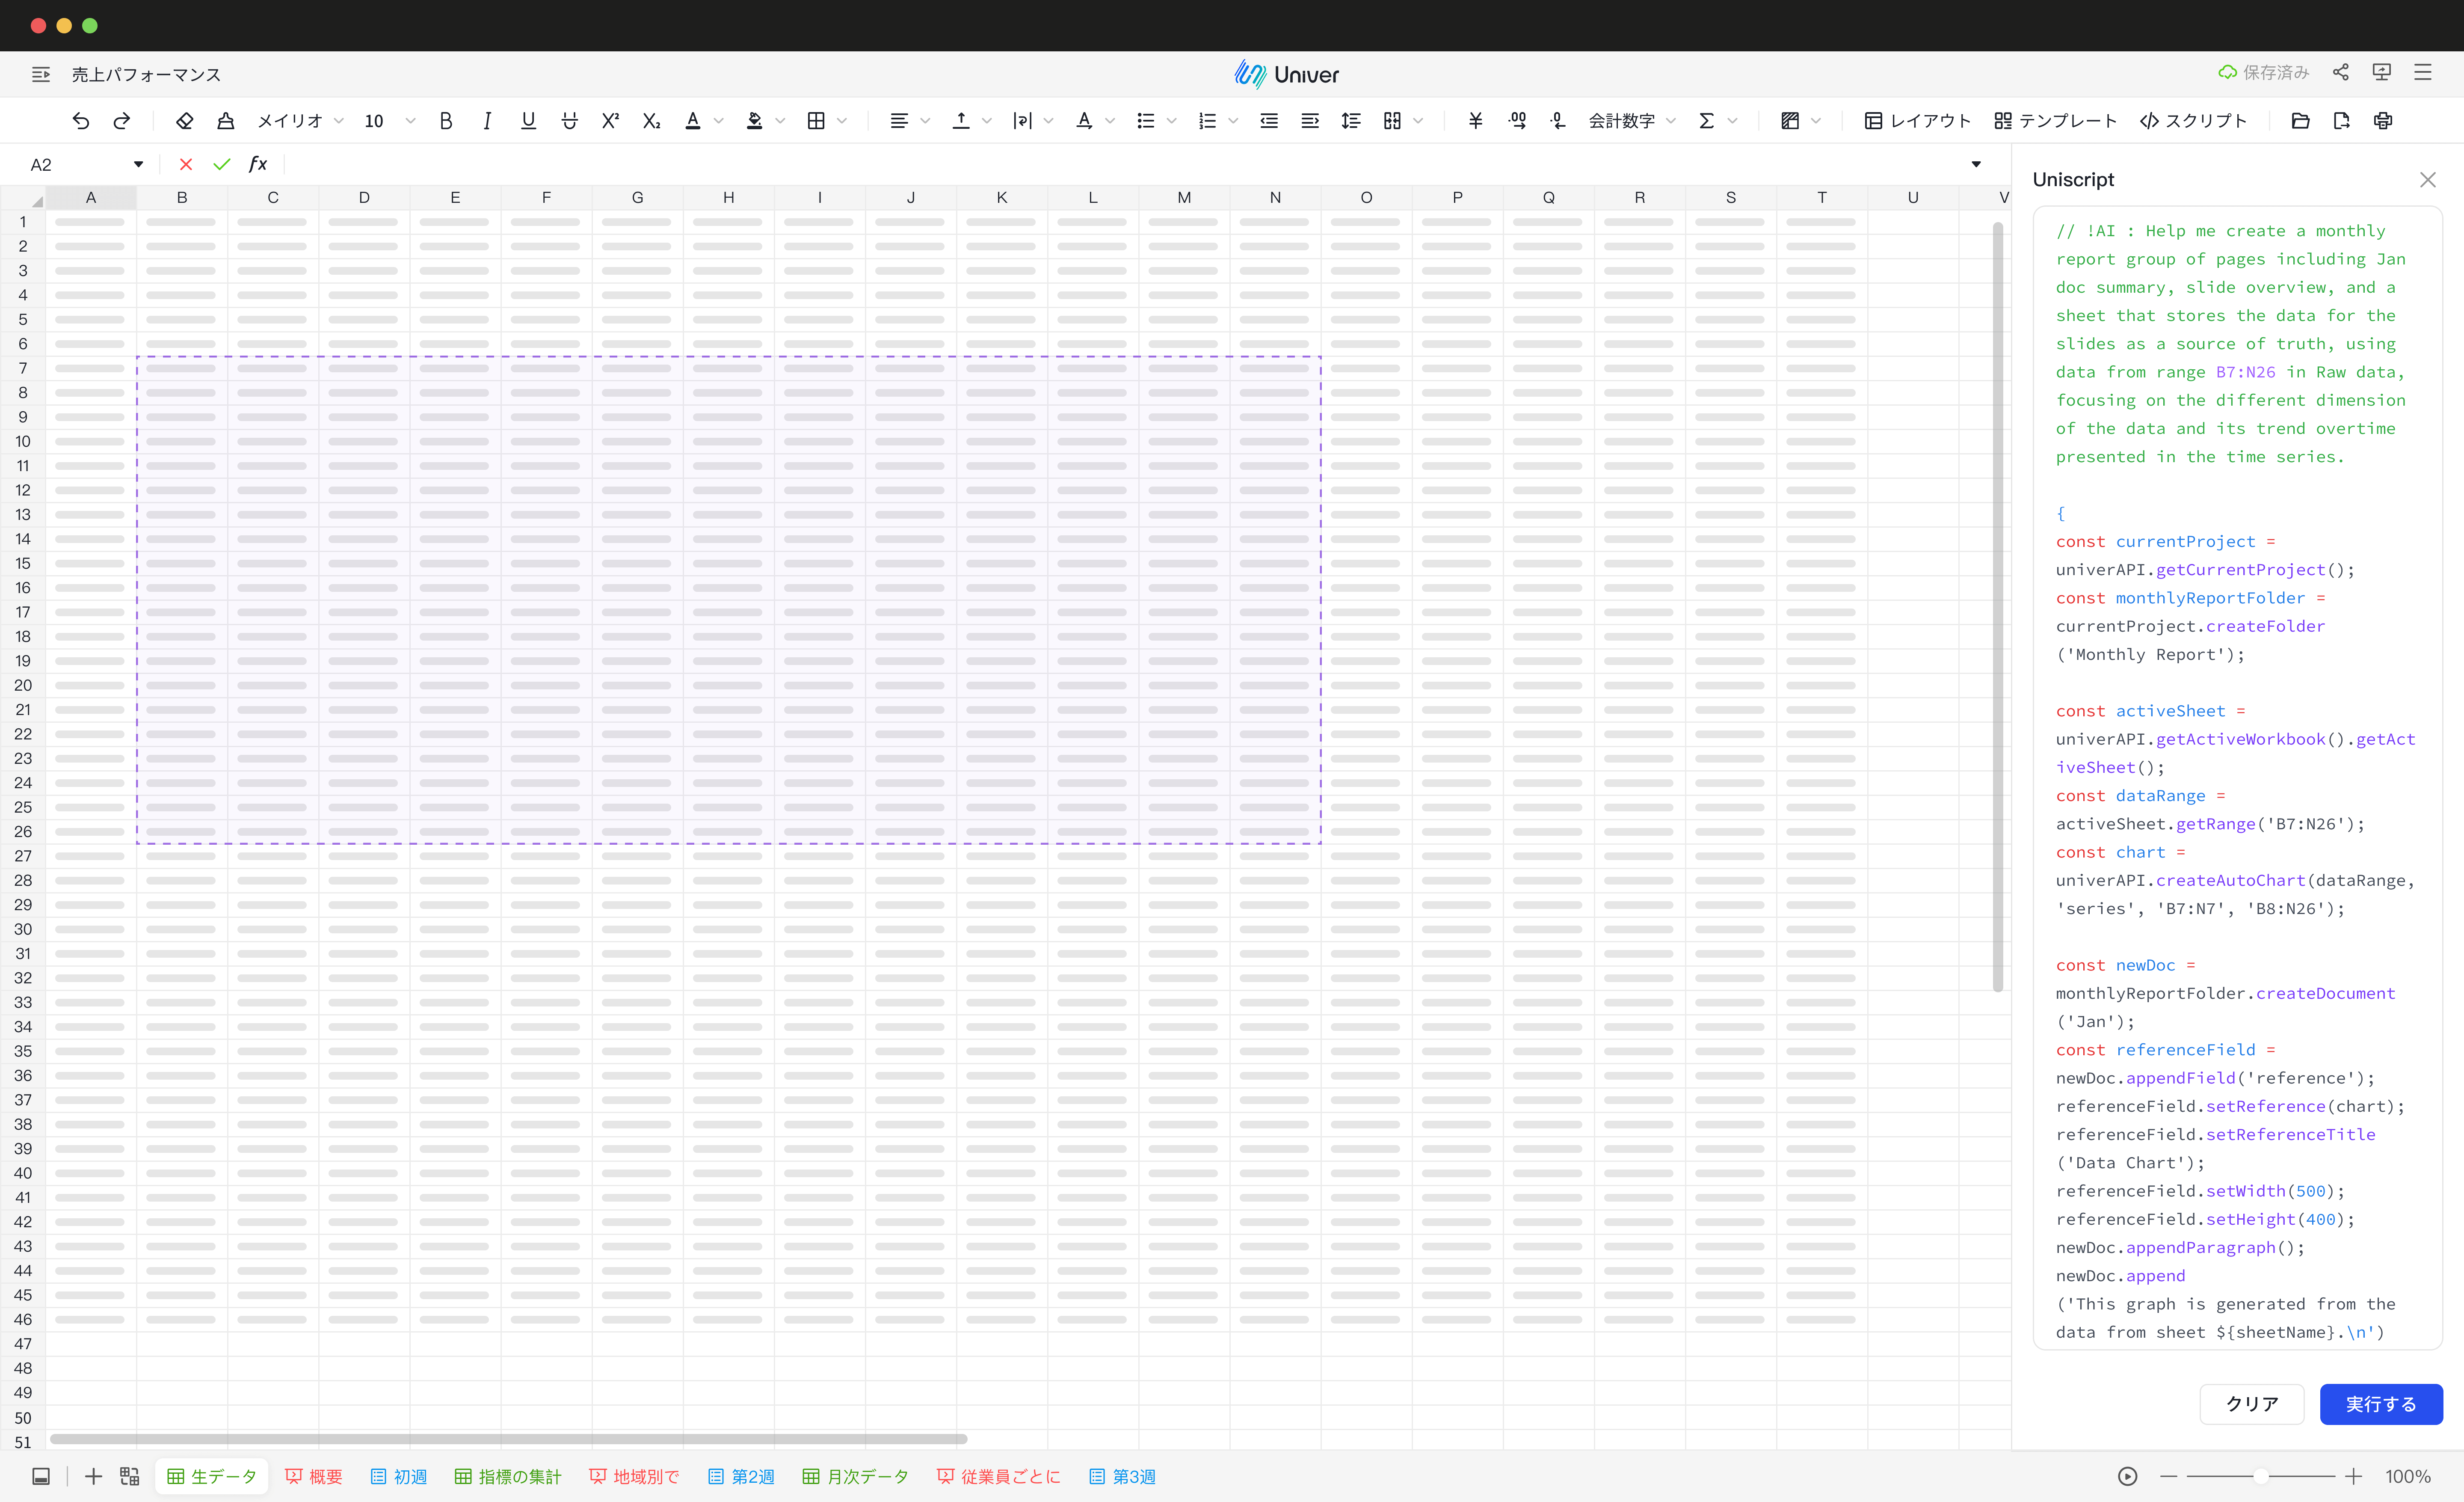 売上パフォーマンス
Univer
保存済み
メイリオ 10 B I U X² X₂ A A ¥ .00 .0 会計数字 Σ レイアウト テンプレート スクリプト
A2 fx
A B C D E F G H I J K L M N O P Q R S T U V
1
2
3
4
5
6
7
8
9
10
11
12
13
14
15
16
17
18
19
20
21
22
23
24
25
26
27
28
29
30
31
32
33
34
35
36
37
38
39
40
41
42
43
44
45
46
47
48
49
50
51
Uniscript
// !AI : Help me create a monthly
report group of pages including Jan
doc summary, slide overview, and a
sheet that stores the data for the
slides as a source of truth, using
data from range B7:N26 in Raw data,
focusing on the different dimension
of the data and its trend overtime
presented in the time series.
{
const currentProject =
univerAPI.getCurrentProject();
const monthlyReportFolder =
currentProject.createFolder
('Monthly Report');
const activeSheet =
univerAPI.getActiveWorkbook().getAct
iveSheet();
const dataRange =
activeSheet.getRange('B7:N26');
const chart =
univerAPI.createAutoChart(dataRange,
'series', 'B7:N7', 'B8:N26');
const newDoc =
monthlyReportFolder.createDocument
('Jan');
const referenceField =
newDoc.appendField('reference');
referenceField.setReference(chart);
referenceField.setReferenceTitle
('Data Chart');
referenceField.setWidth(500);
referenceField.setHeight(400);
newDoc.appendParagraph();
newDoc.append
('This graph is generated from the
data from sheet ${sheetName}.\n')
クリア 実行する
生データ 概要 初週 指標の集計 地域別で 第2週 月次データ 従業員ごとに 第3週 100%